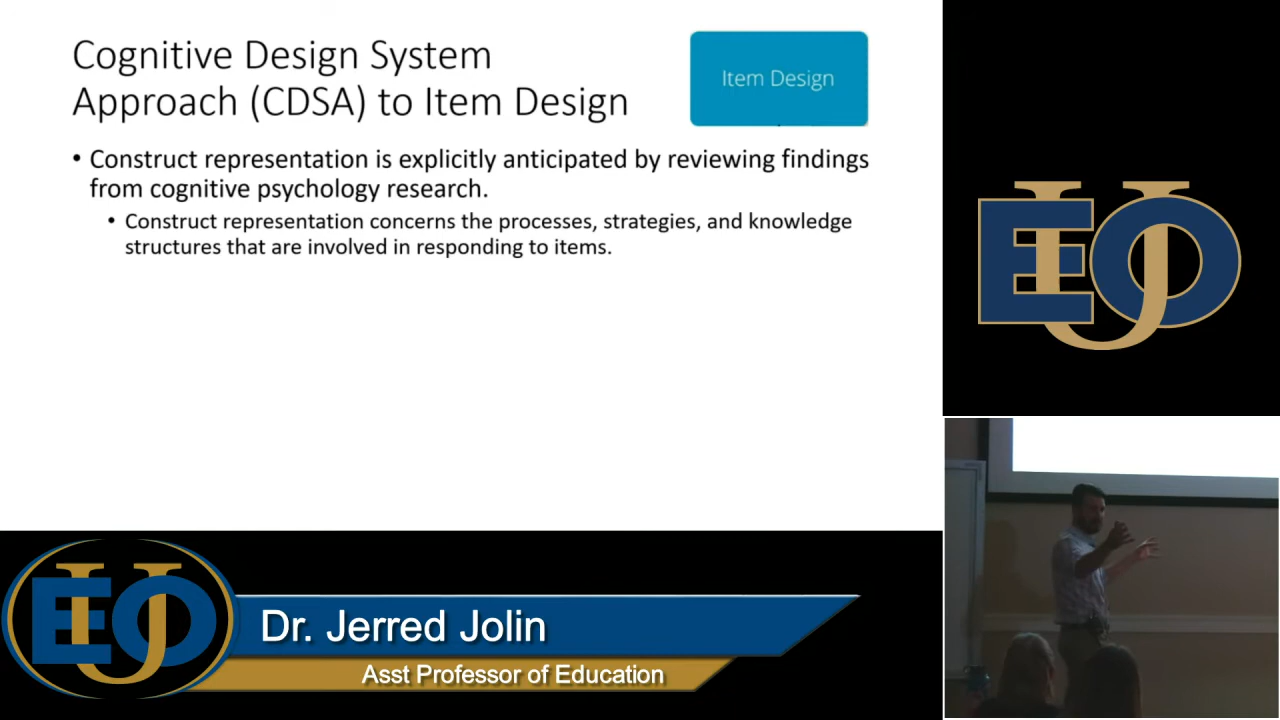 Cognitive Design System
Approach (CDSA) to Item Design
Item Design
• Construct representation is explicitly anticipated by reviewing findings
from cognitive psychology research.
• Construct representation concerns the processes, strategies, and knowledge
structures that are involved in responding to items.
EOU
EOU
Dr. Jerred Jolin
Asst Professor of Education